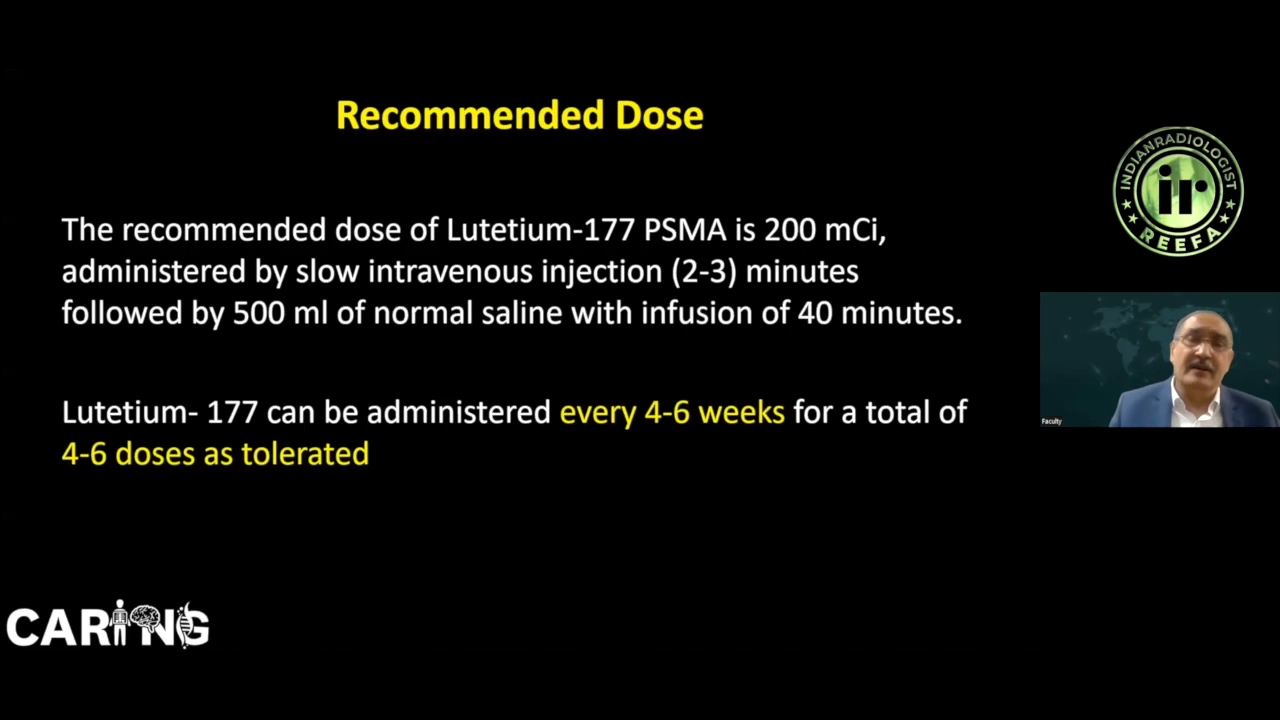 Recommended Dose
The recommended dose of Lutetium-177 PSMA is 200 mCi,
administered by slow intravenous injection (2-3) minutes
followed by 500 ml of normal saline with infusion of 40 minutes.
Lutetium- 177 can be administered every 4-6 weeks for a total of
4-6 doses as tolerated
INDIANRADIOLOGIST
ir
REEFA
Faculty
CARING